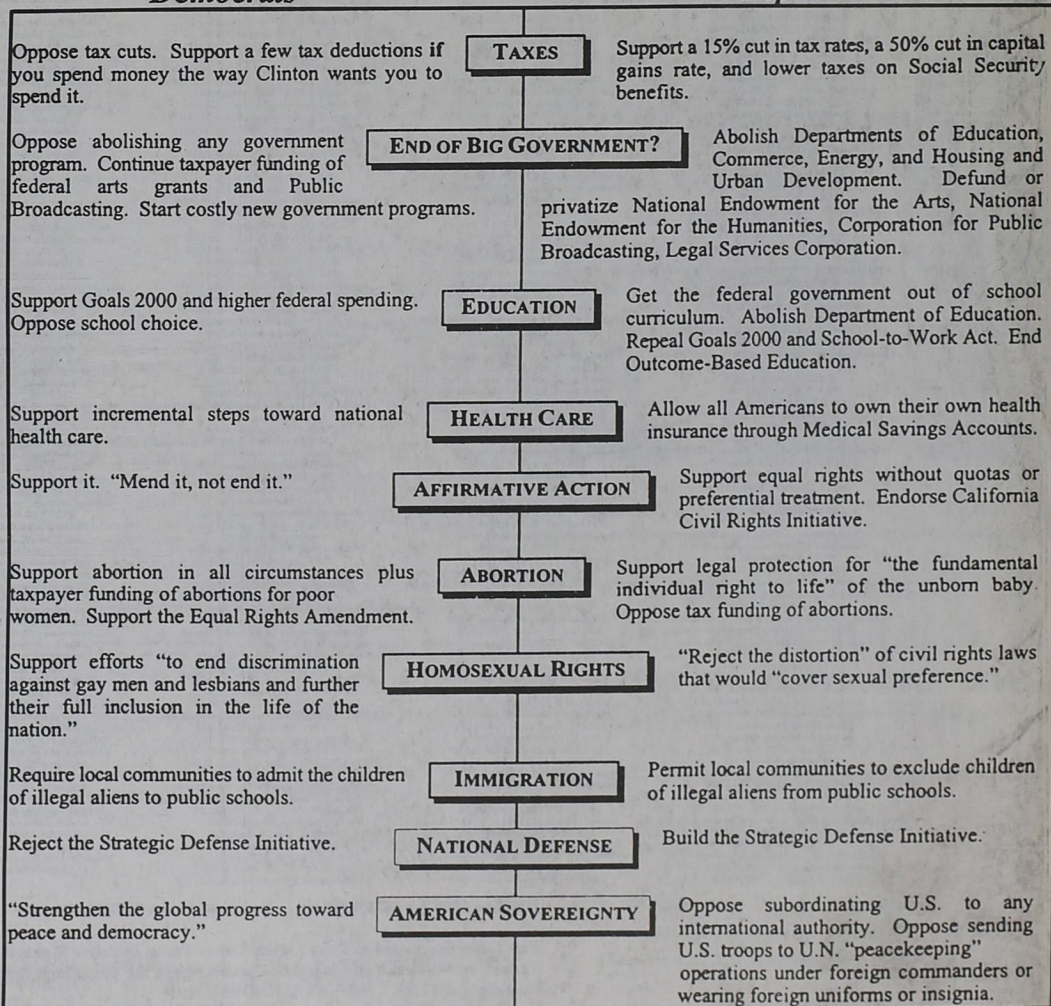 Democrats
Oppose tax cuts. Support a few tax deductions if
you spend money the way Clinton wants you to
spend it.
TAXES
Support a 15% cut in tax rates, a 50% cut in capital
gains rate, and lower taxes on Social Security
benefits.
Oppose abolishing any government
program. Continue taxpayer funding of
federal arts grants and Public
Broadcasting. Start costly new government programs.
END OF BIG GOVERNMENT?
Abolish Departments of Education,
Commerce, Energy, and Housing and
Urban Development. Defund or
privatize National Endowment for the Arts, National
Endowment for the Humanities, Corporation for Public
Broadcasting, Legal Services Corporation.
Support Goals 2000 and higher federal spending.
Oppose school choice.
EDUCATION
Get the federal government out of school
curriculum. Abolish Department of Education.
Repeal Goals 2000 and School-to-Work Act. End
Outcome-Based Education.
Support incremental steps toward national
health care.
HEALTH CARE
Allow all Americans to own their own health
insurance through Medical Savings Accounts.
Support it. “Mend it, not end it.”
AFFIRMATIVE ACTION
Support equal rights without quotas or
preferential treatment. Endorse California
Civil Rights Initiative.
Support abortion in all circumstances plus
taxpayer funding of abortions for poor
women. Support the Equal Rights Amendment.
ABORTION
Support legal protection for “the fundamental
individual right to life” of the unborn baby.
Oppose tax funding of abortions.
Support efforts “to end discrimination
against gay men and lesbians and further
their full inclusion in the life of the
nation.”
HOMOSEXUAL RIGHTS
“Reject the distortion” of civil rights laws
that would “cover sexual preference.”
Require local communities to admit the children
of illegal aliens to public schools.
IMMIGRATION
Permit local communities to exclude children
of illegal aliens from public schools.
Reject the Strategic Defense Initiative.
NATIONAL DEFENSE
Build the Strategic Defense Initiative.
“Strengthen the global progress toward
peace and democracy.”
AMERICAN SOVEREIGNTY
Oppose subordinating U.S. to any
international authority. Oppose sending
U.S. troops to U.N. “peacekeeping”
operations under foreign commanders or
wearing foreign uniforms or insignia.